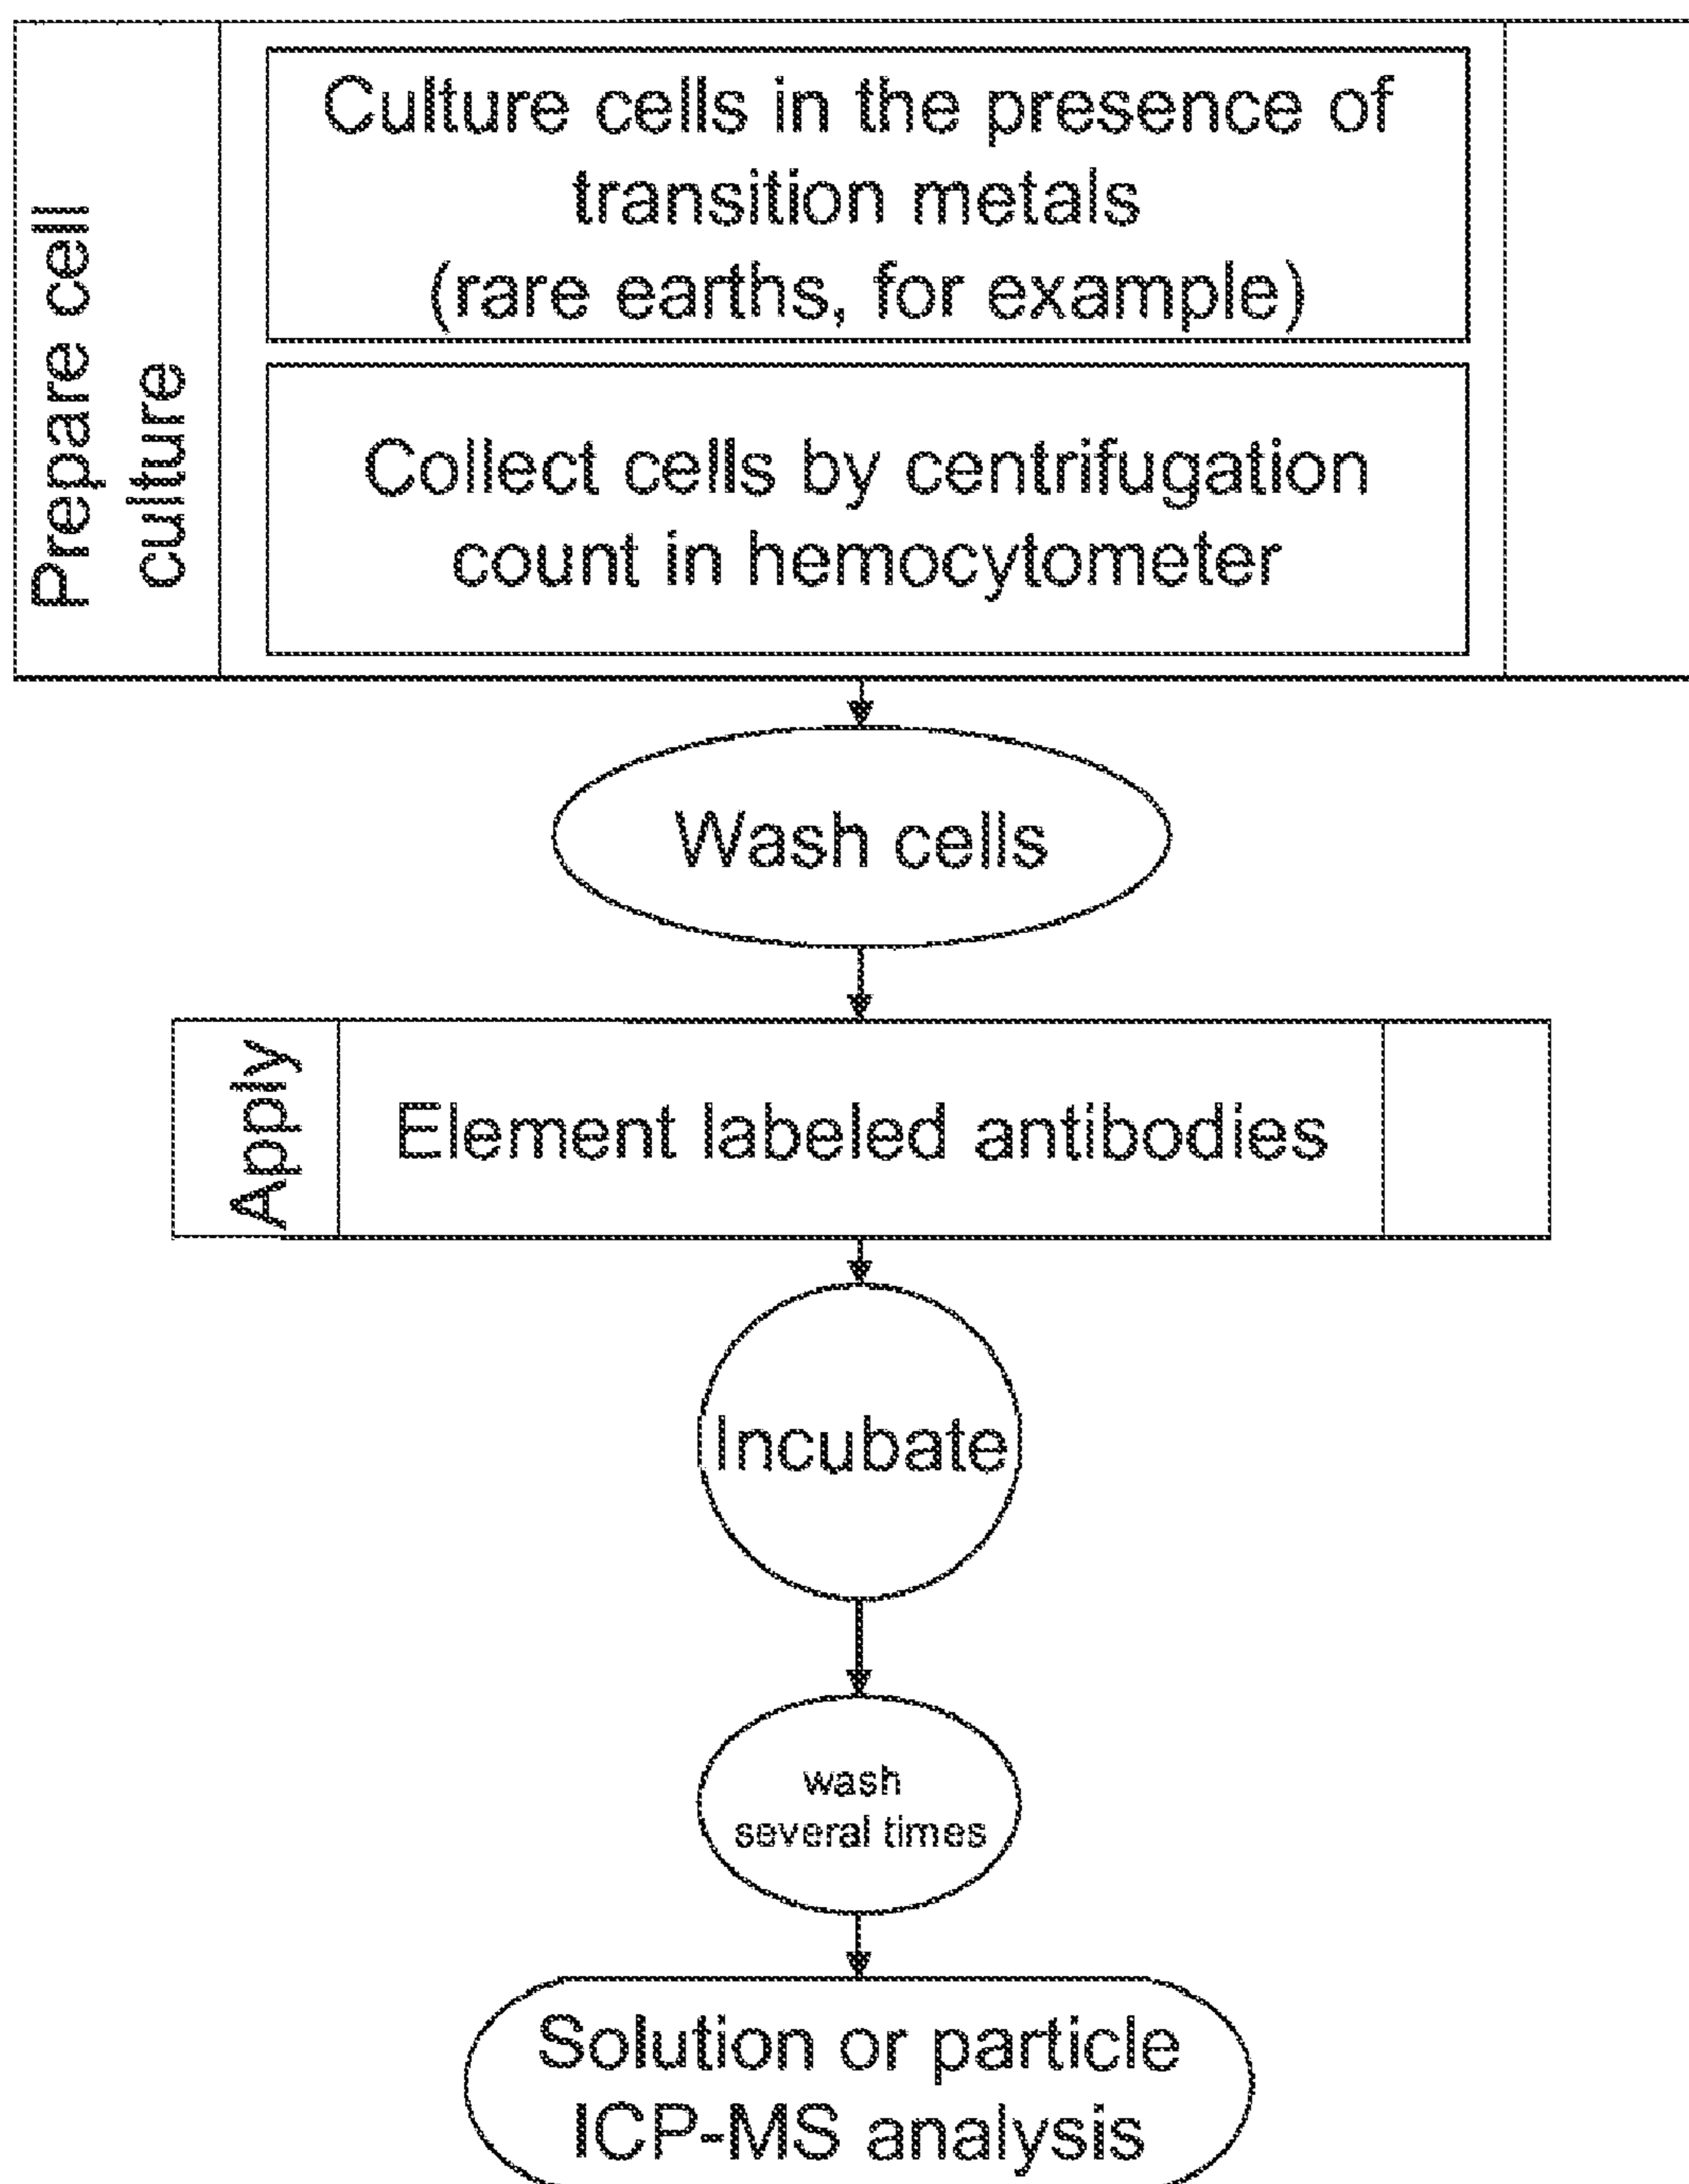 Prepare cell
culture
Culture cells in the presence of
transition metals
(rare earths, for example)
Collect cells by centrifugation
count in hemocytometer
Wash cells
Apply
Element labeled antibodies
Incubate
wash
several times
Solution or particle
ICP-MS analysis